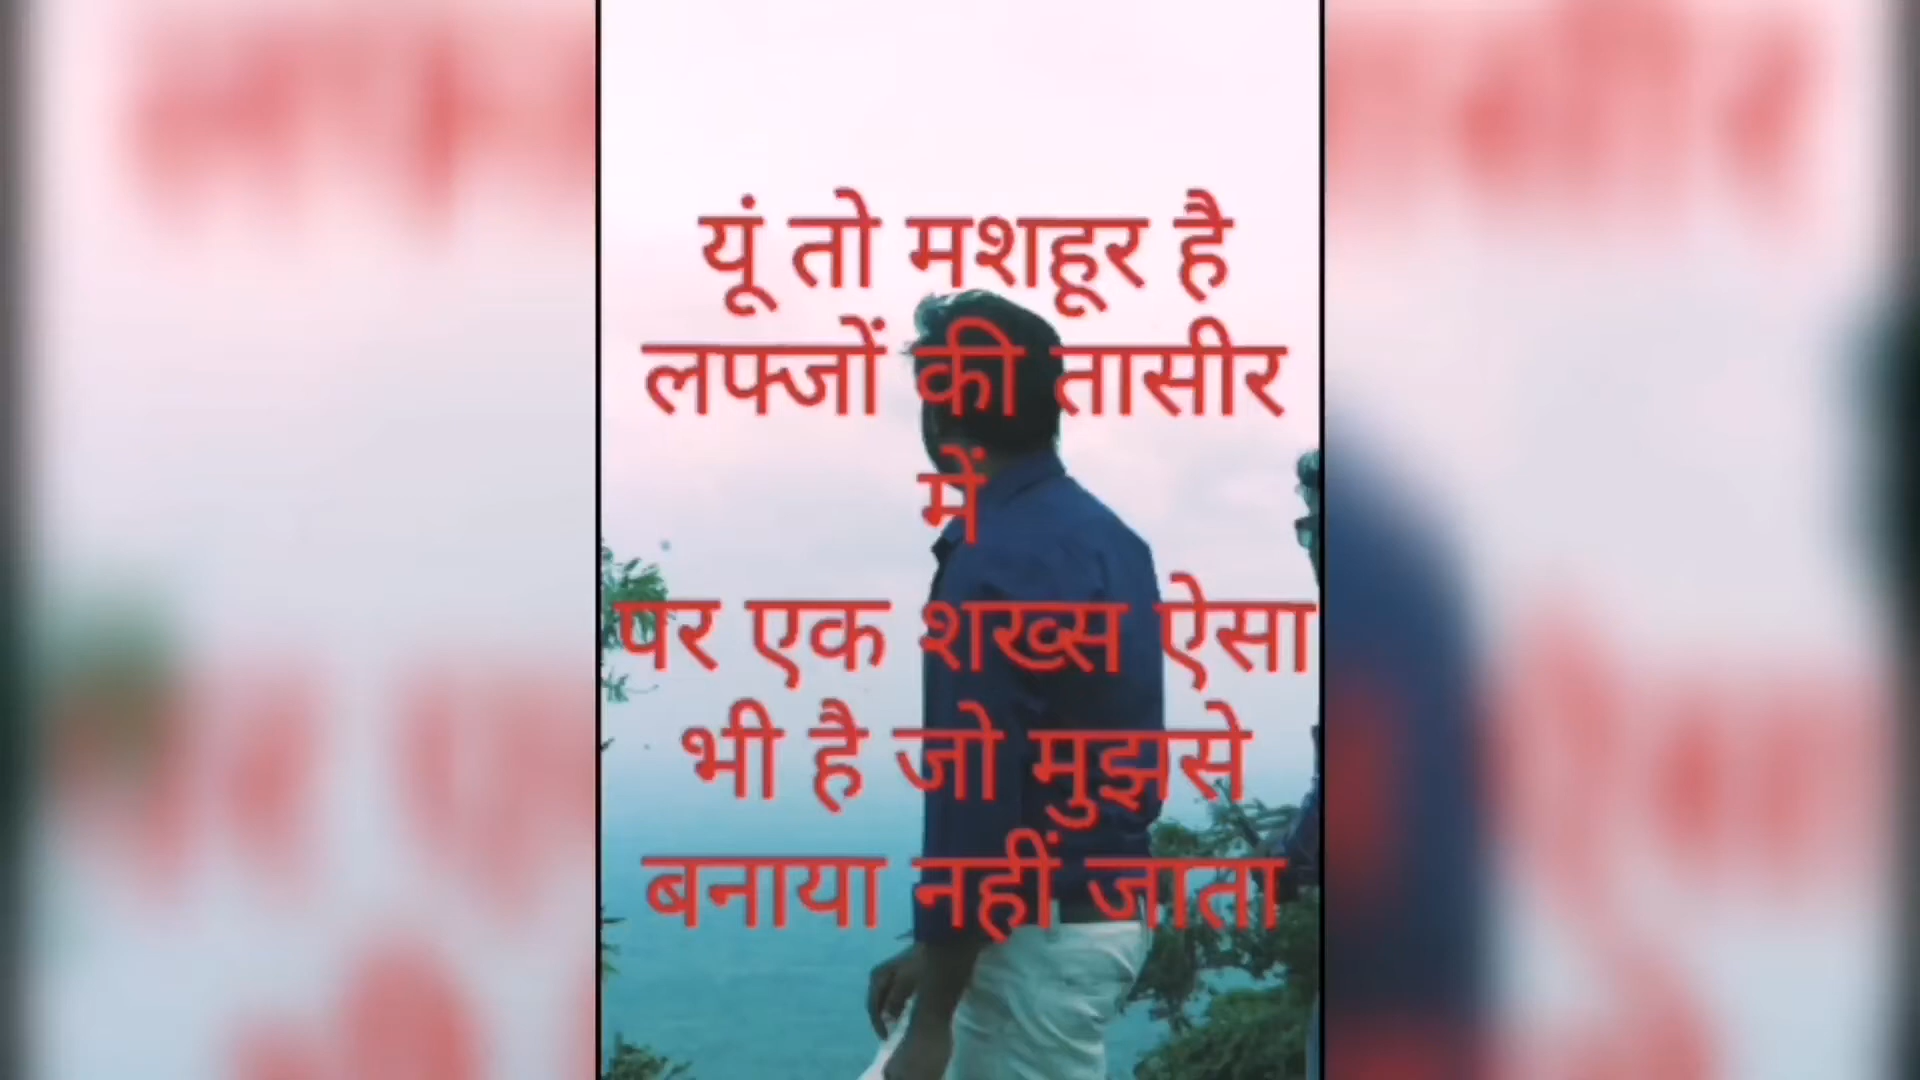 यूं तो मशहूर है
लफ्जों की तासीर
में
पर एक शख्स ऐसा
भी है जो मुझसे
बनाया नहीं जाता